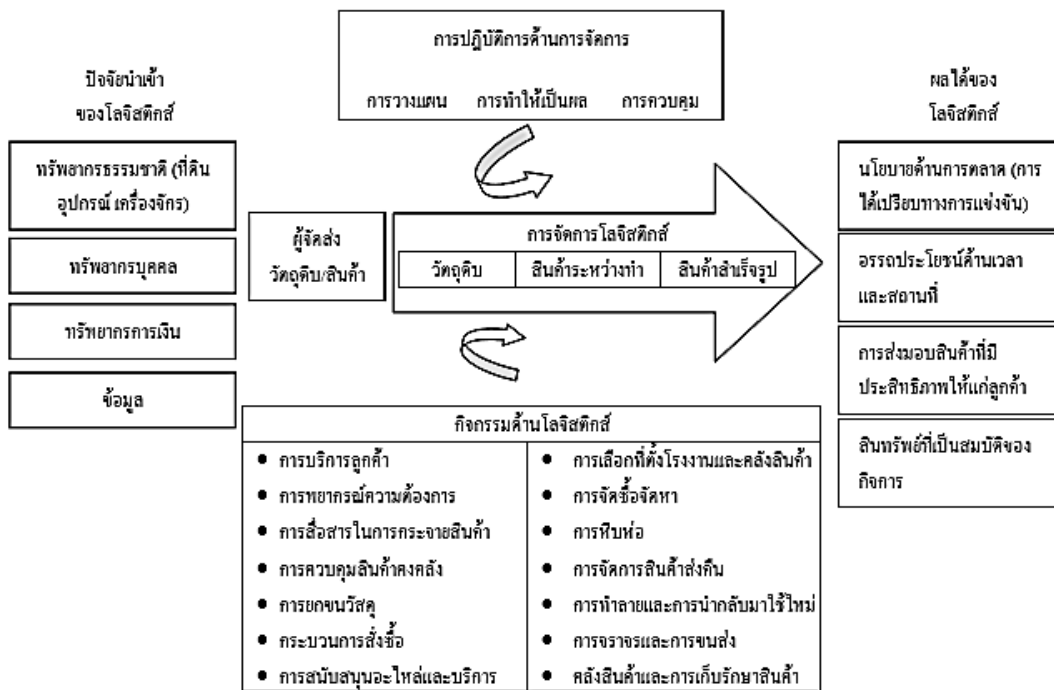 การปฏิบัติการด้านการจัดการ
การวางแผน การทำให้เป็นผล การควบคุม
ปัจจัยนำเข้า
ของโลจิสติกส์
ทรัพยากรธรรมชาติ (ที่ดิน
อุปกรณ์ เครื่องจักร)
ทรัพยากรบุคคล
ทรัพยากรการเงิน
ข้อมูล
ผู้จัดส่ง
วัตถุดิบ/สินค้า
การจัดการโลจิสติกส์
วัตถุดิบ สินค้าระหว่างทำ สินค้าสำเร็จรูป
ผลได้ของ
โลจิสติกส์
นโยบายด้านการตลาด (การ
ได้เปรียบทางการแข่งขัน)
อรรถประโยชน์ด้านเวลา
และสถานที่
การส่งมอบสินค้าที่มี
ประสิทธิภาพให้แก่ลูกค้า
สินทรัพย์ที่เป็นสมบัติของ
กิจการ
กิจกรรมด้านโลจิสติกส์
● การบริการลูกค้า
● การพยากรณ์ความต้องการ
● การสื่อสารในการกระจายสินค้า
● การควบคุมสินค้าคงคลัง
● การยกขนวัสดุ
● กระบวนการสั่งซื้อ
● การสนับสนุนอะไหล่และบริการ
● การเลือกที่ตั้งโรงงานและคลังสินค้า
● การจัดซื้อจัดหา
● การหีบห่อ
● การจัดการสินค้าส่งคืน
● การทำลายและการนำกลับมาใช้ใหม่
● การจราจรและการขนส่ง
● คลังสินค้าและการเก็บรักษาสินค้า